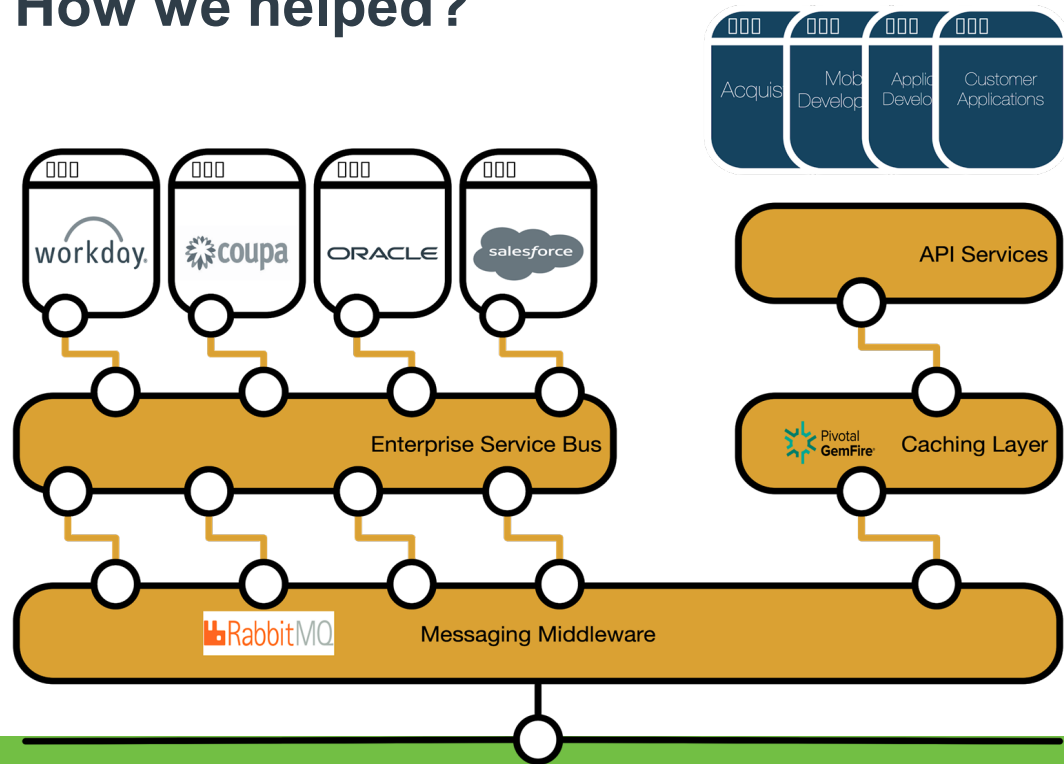 How we helped?
Acquis
Mob
Develop
Applic
Develo
Customer
Applications
workday.
coupa
ORACLE
salesforce
API Services
Enterprise Service Bus
Pivotal
GemFire
Caching Layer
RabbitMQ
Messaging Middleware